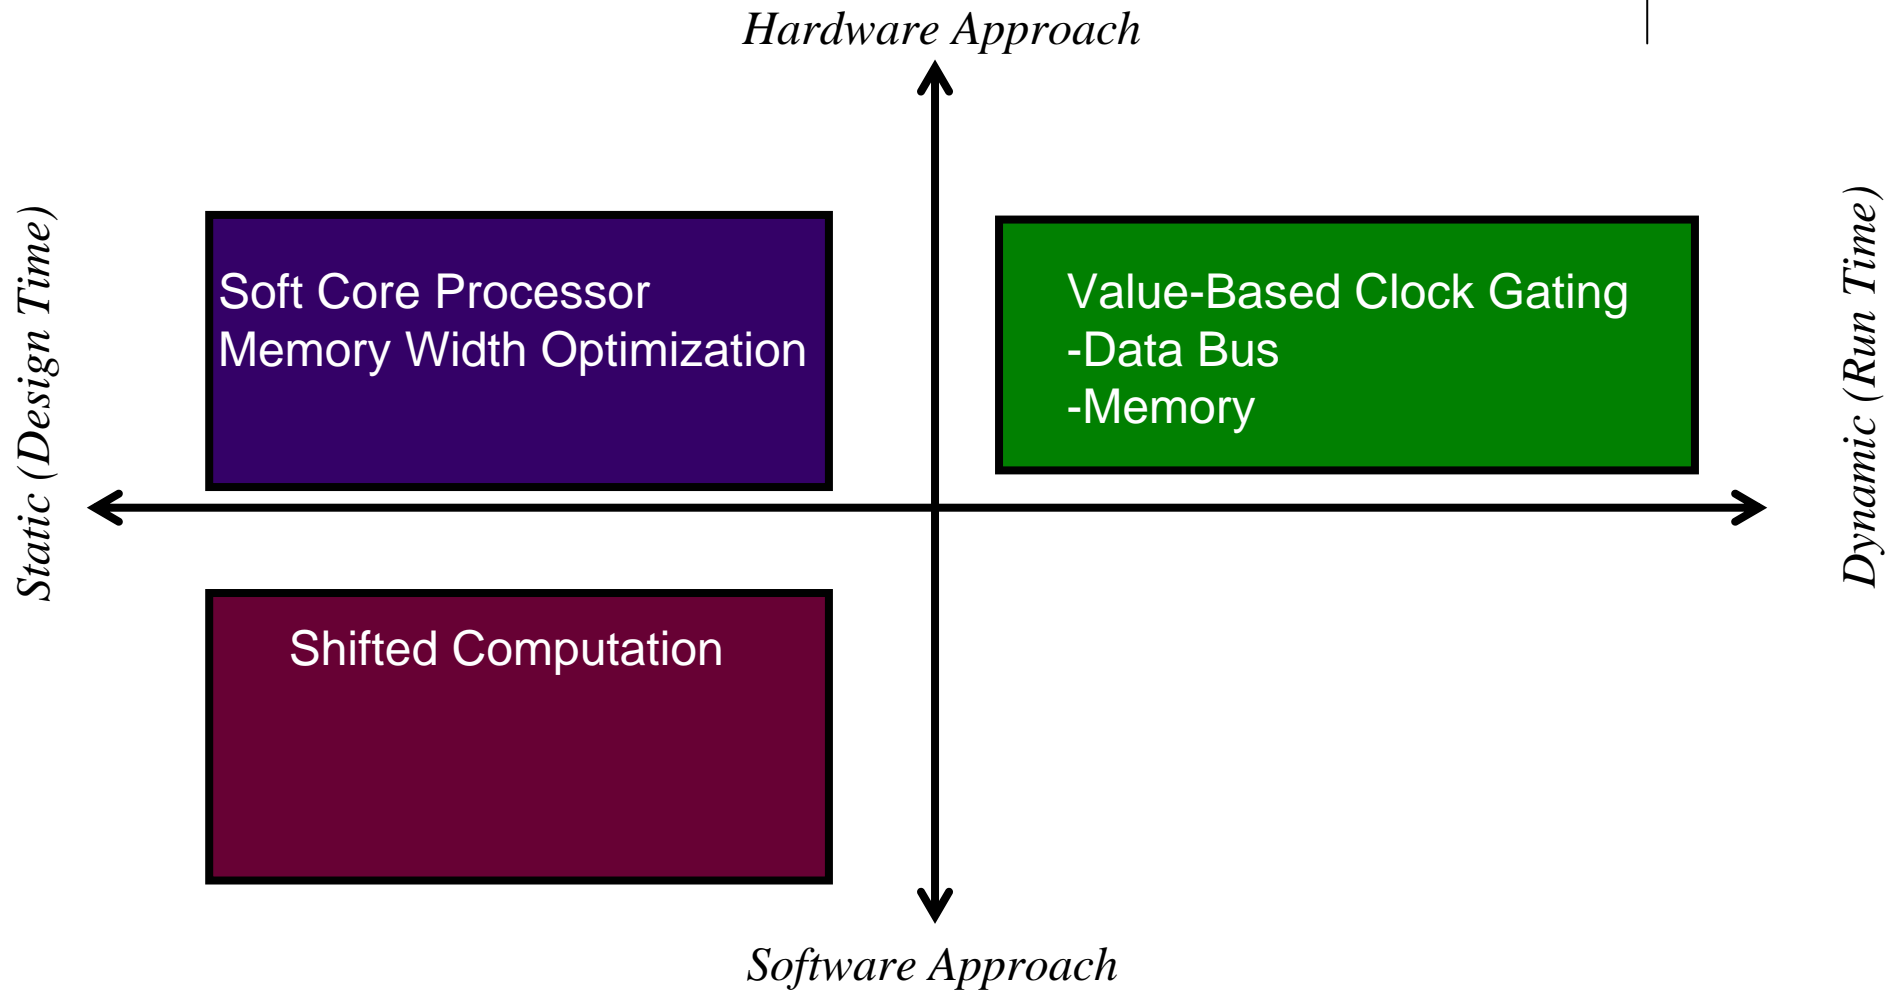 Hardware Approach
Static (Design Time)
Soft Core Processor
Memory Width Optimization
Value-Based Clock Gating
-Data Bus
-Memory
Dynamic (Run Time)
Shifted Computation
Software Approach